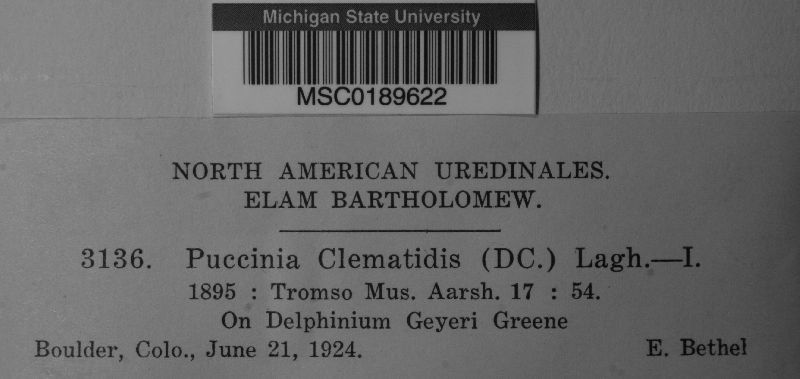 Michigan State University
MSC0189622
NORTH AMERICAN UREDINALES.
ELAM BARTHOLOMEW.
3136. Puccinia Clematidis (DC.) Lagh.—I.
1895 : Tromso Mus. Aarsh. 17 : 54.
On Delphinium Geyeri Greene
Boulder, Colo., June 21, 1924. E. Bethel